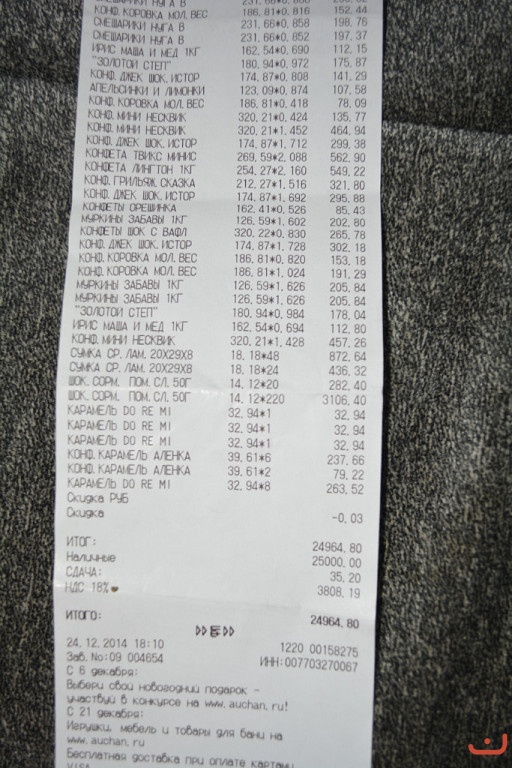 КОНФ. КОРОВКА МОЛ. ВЕС 186,81*0,816 152,44
СМЕШАРИКИ НУГА В 231,66*0,858 198,76
СМЕШАРИКИ НУГА В 231,66*0,852 197,37
ИРИС МАША И МЕД 1КГ 162,54*0,690 112,15
"ЗОЛОТОЙ СТЕП" 180,94*0,972 175,87
КОНФ. ДЖЕК ШОК. ИСТОР 174,87*0,808 141,29
АПЕЛЬСИНКИ И ЛИМОНКИ 123,09*0,874 107,58
КОНФ. КОРОВКА МОЛ. ВЕС 186,81*0,418 78,09
КОНФ. МИНИ НЕСКВИК 320,21*0,424 135,77
КОНФ. МИНИ НЕСКВИК 320,21*1,452 464,94
КОНФ. ДЖЕК ШОК. ИСТОР 174,87*1,712 299,38
КОНФЕТА ТВИКС МИНИС 269,59*2,088 562,90
КОНФЕТА ЛИНГТОН 1КГ 254,27*2,160 549,22
КОНФ. ГРИЛЬЯЖ. СКАЗКА 212,27*1,516 321,80
КОНФ. ДЖЕК ШОК. ИСТОР 174,87*1,692 295,88
КОНФЕТЫ ОРЕШИНКА 162,41*0,526 85,43
МУРКИНЫ ЗАБАВЫ 1КГ 126,59*1,602 202,80
КОНФЕТЫ ШОК С ВАФЛ 320,22*0,830 265,78
КОНФ. ДЖЕК ШОК. ИСТОР 174,87*1,728 302,18
КОНФ. КОРОВКА МОЛ. ВЕС 186,81*0,820 153,18
КОНФ. КОРОВКА МОЛ. ВЕС 186,81*1,024 191,29
МУРКИНЫ ЗАБАВЫ 1КГ 126,59*1,626 205,84
МУРКИНЫ ЗАБАВЫ 1КГ 126,59*1,626 205,84
"ЗОЛОТОЙ СТЕП" 180,94*0,984 178,04
ИРИС МАША И МЕД 1КГ 162,54*0,694 112,80
КОНФ. МИНИ НЕСКВИК 320,21*1,428 457,26
СУМКА СР. ЛАМ. 20X29X8 18,18*48 872,64
СУМКА СР. ЛАМ. 20X29X8 18,18*24 436,32
ШОК. СОРМ. ПОМ. СЛ. 50Г 14,12*20 282,40
ШОК. СОРМ. ПОМ. СЛ. 50Г 14,12*220 3106,40
КАРАМЕЛЬ DO RE MI 32,94*1 32,94
КАРАМЕЛЬ DO RE MI 32,94*1 32,94
КАРАМЕЛЬ DO RE MI 32,94*1 32,94
КОНФ. КАРАМЕЛЬ АЛЕНКА 39,61*6 237,66
КОНФ. КАРАМЕЛЬ АЛЕНКА 39,61*2 79,22
КАРАМЕЛЬ DO RE MI 32,94*8 263,52
Скидка РУБ
Скидка -0,03
ИТОГ: 24964,80
Наличные 25000,00
СДАЧА: 35,20
НДС 18% 3808,19
ИТОГО: 24964,80
24.12.2014 18:10 1220 00158275
Зав. No:09 004654 ИНН:007703270067
С 6 декабря:
Выбери свой новогодний подарок -
участвуй в конкурсе на www.auchan.ru!
С 21 декабря:
Игрушки, мебель и товары для бани на
www.auchan.ru
Бесплатная доставка при оплате картами
VISA